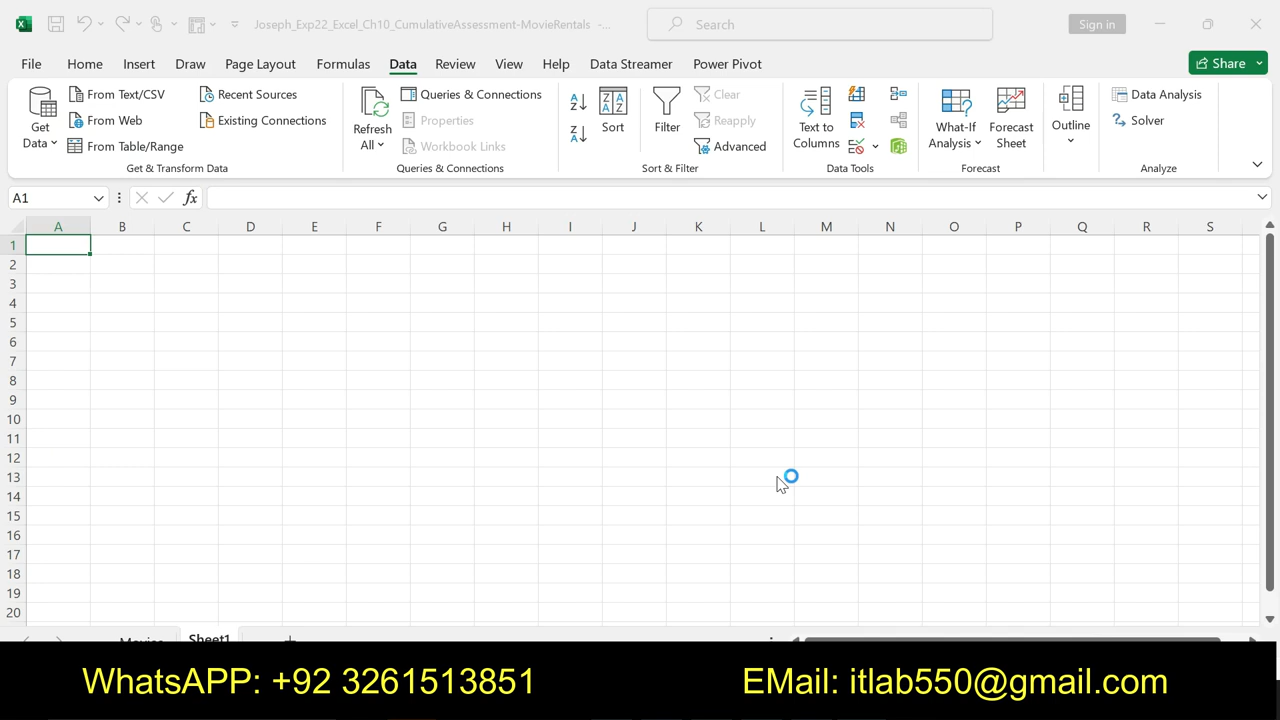 Joseph_Exp22_Excel_Ch10_CumulativeAssessment-MovieRentals -...
Search
Sign in
File Home Insert Draw Page Layout Formulas Data Review View Help Data Streamer Power Pivot
Share
Get Data
From Text/CSV
From Web
From Table/Range
Recent Sources
Existing Connections
Get & Transform Data
Refresh All
Queries & Connections
Properties
Workbook Links
Queries & Connections
Sort
Filter
Clear
Reapply
Advanced
Sort & Filter
Text to Columns
Data Tools
What-If Analysis
Forecast Sheet
Forecast
Outline
Data Analysis
Solver
Analyze
A1
fx
A B C D E F G H I J K L M N O P Q R S
1
2
3
4
5
6
7
8
9
10
11
12
13
14
15
16
17
18
19
20
Movies Sheet1
WhatsAPP: +92 3261513851 EMail: itlab550@gmail.com